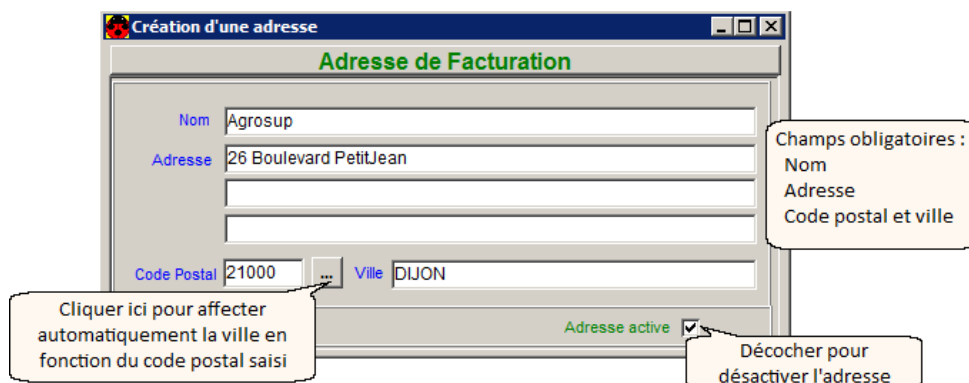 Création d'une adresse
Adresse de Facturation
Nom Agrosup
Adresse 26 Boulevard PetitJean
Champs obligatoires :
Nom
Adresse
Code postal et ville
Code Postal 21000 ... Ville DIJON
Cliquer ici pour affecter
automatiquement la ville en
fonction du code postal saisi
Adresse active
Décocher pour
désactiver l'adresse